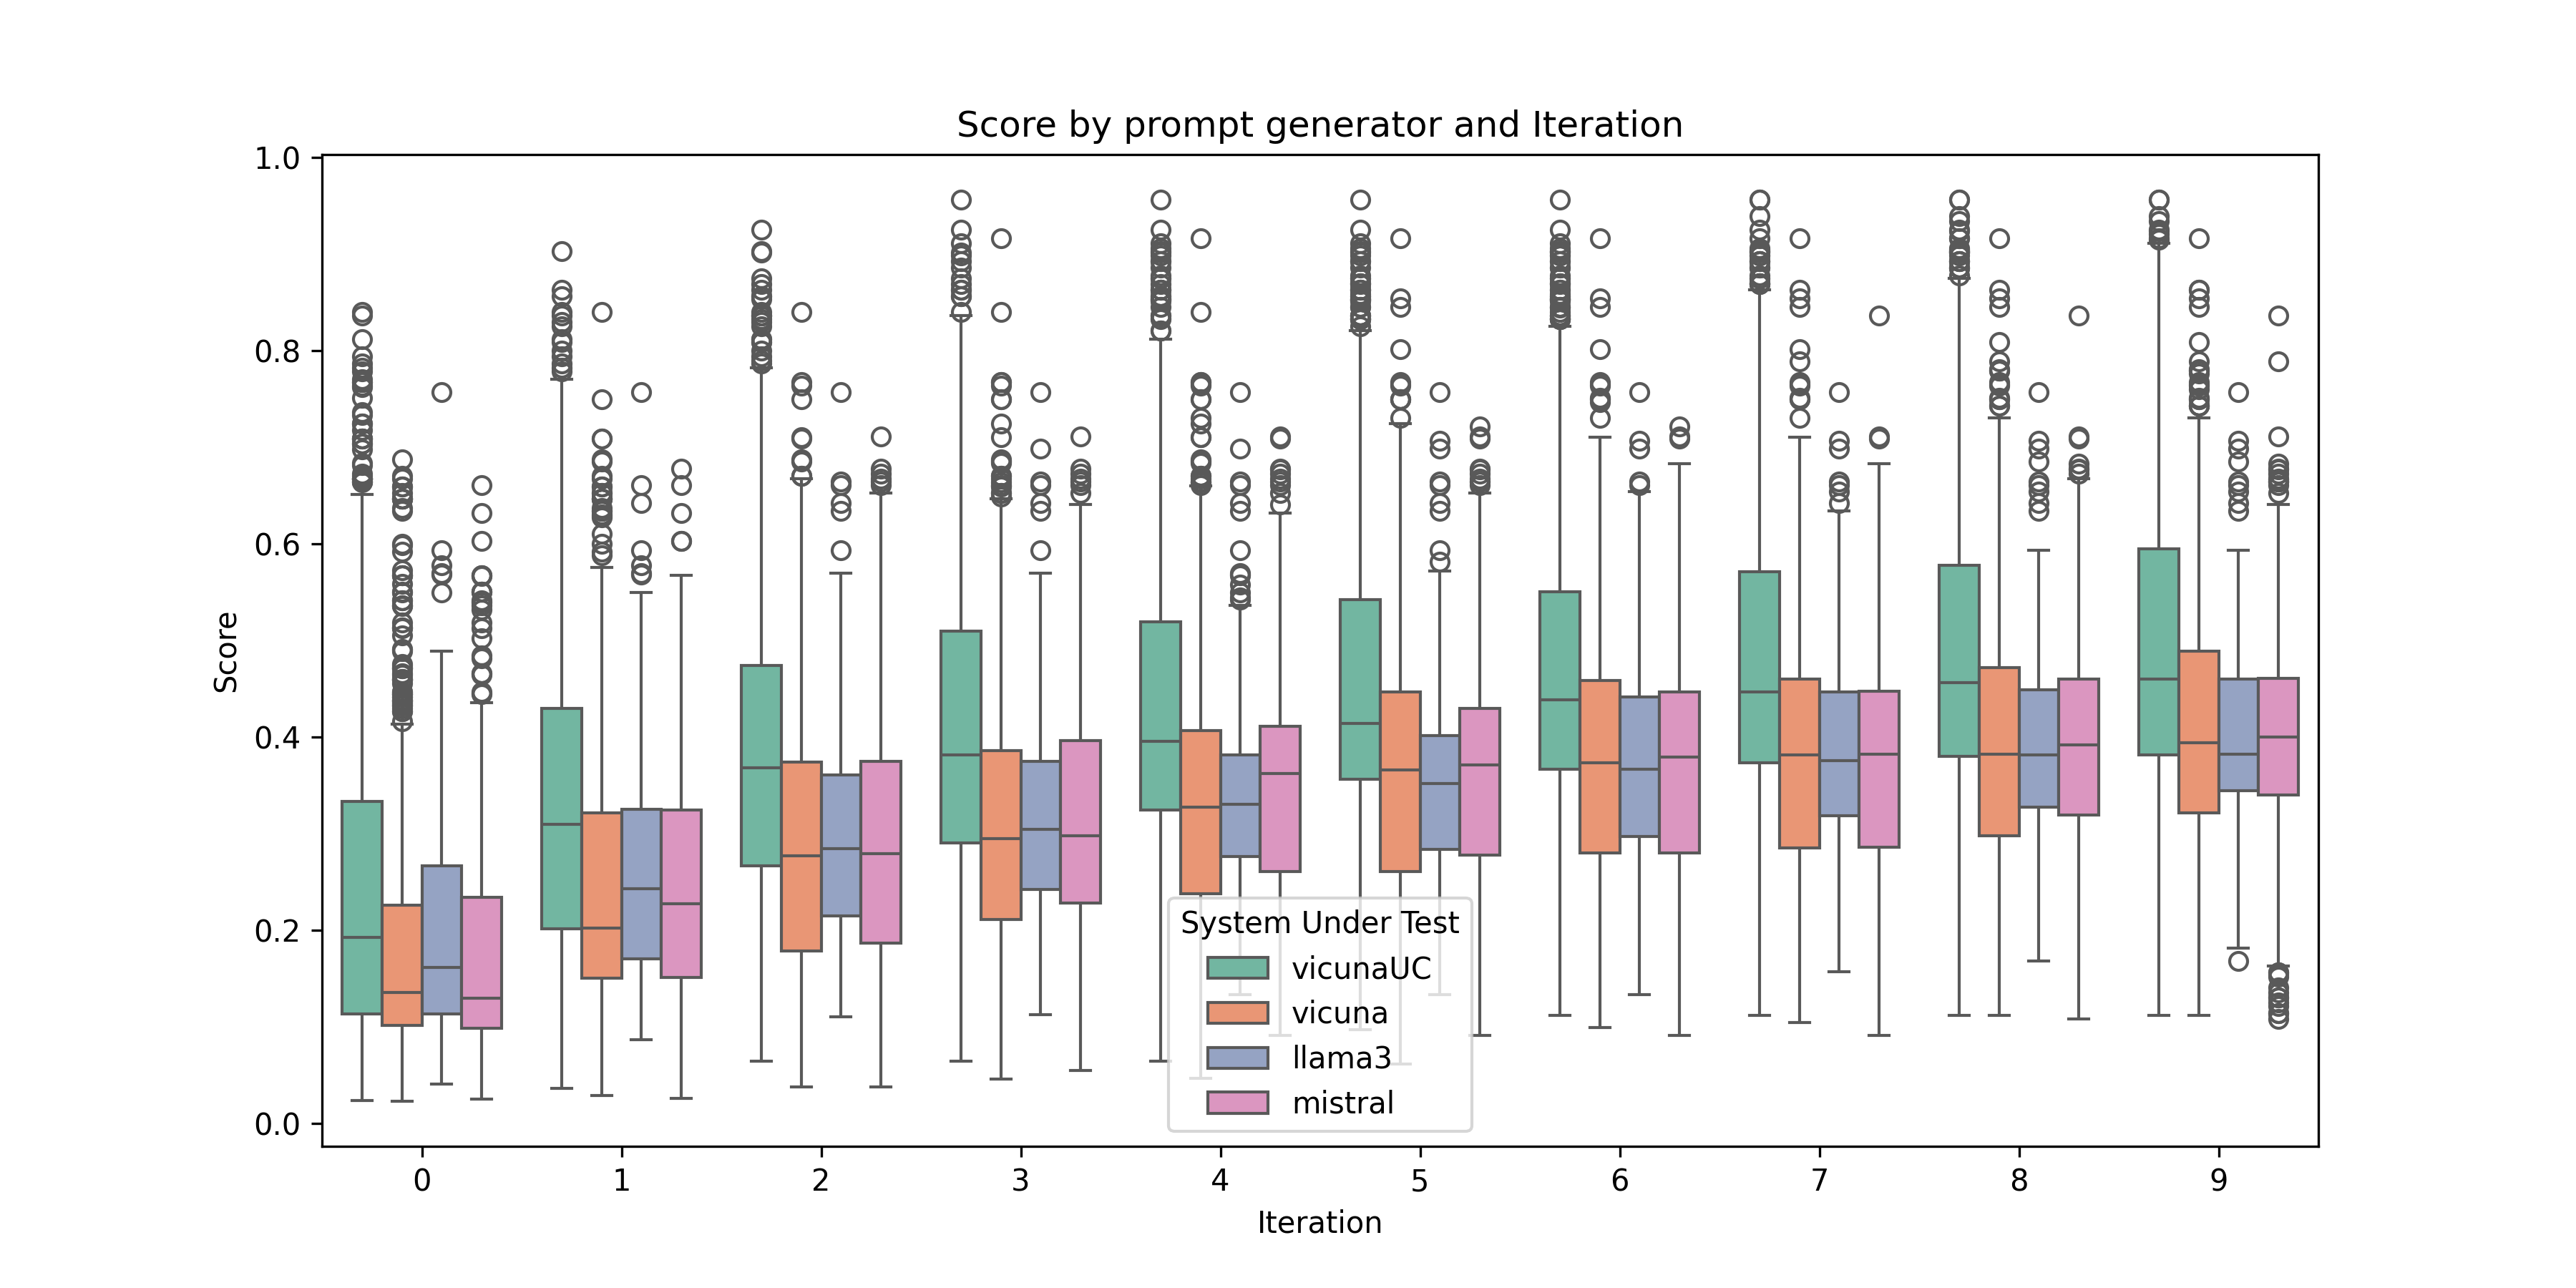 Score by prompt generator and Iteration
1.0
0.8
0.6
0.4
0.2
0.0
Score
System Under Test
vicunaUC
vicuna
llama3
mistral
0 1 2 3 4 5 6 7 8 9
Iteration